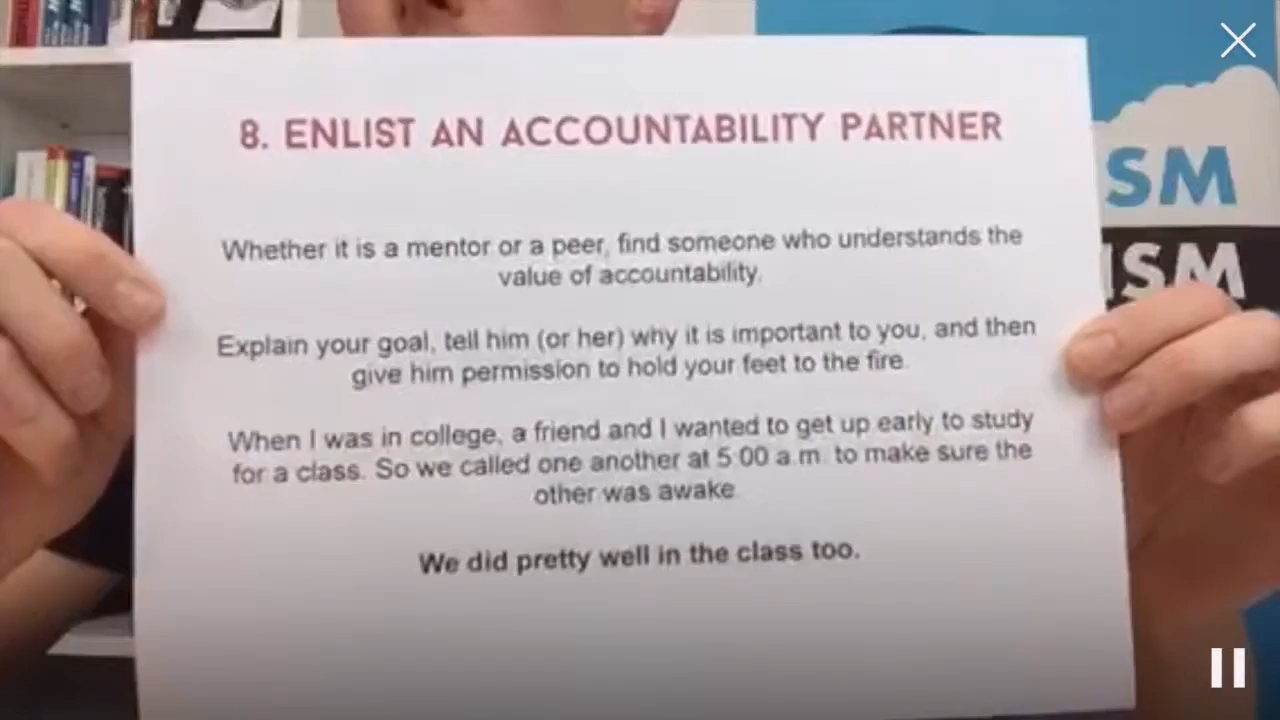 8. ENLIST AN ACCOUNTABILITY PARTNER
Whether it is a mentor or a peer, find someone who understands the
value of accountability.
Explain your goal, tell him (or her) why it is important to you, and then
give him permission to hold your feet to the fire.
When I was in college, a friend and I wanted to get up early to study
for a class. So we called one another at 5:00 a.m. to make sure the
other was awake.
We did pretty well in the class too.
SM
ISM